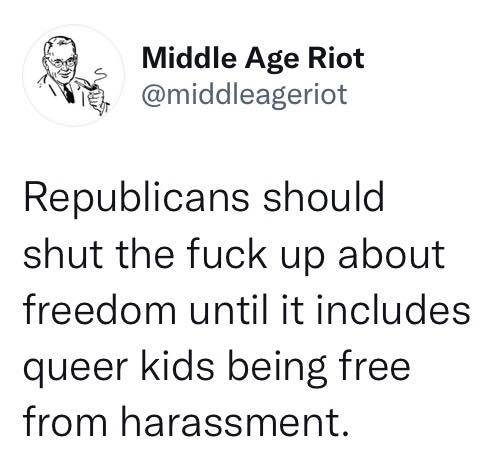 Middle Age Riot
@middleageriot
Republicans should
shut the fuck up about
freedom until it includes
queer kids being free
from harassment.